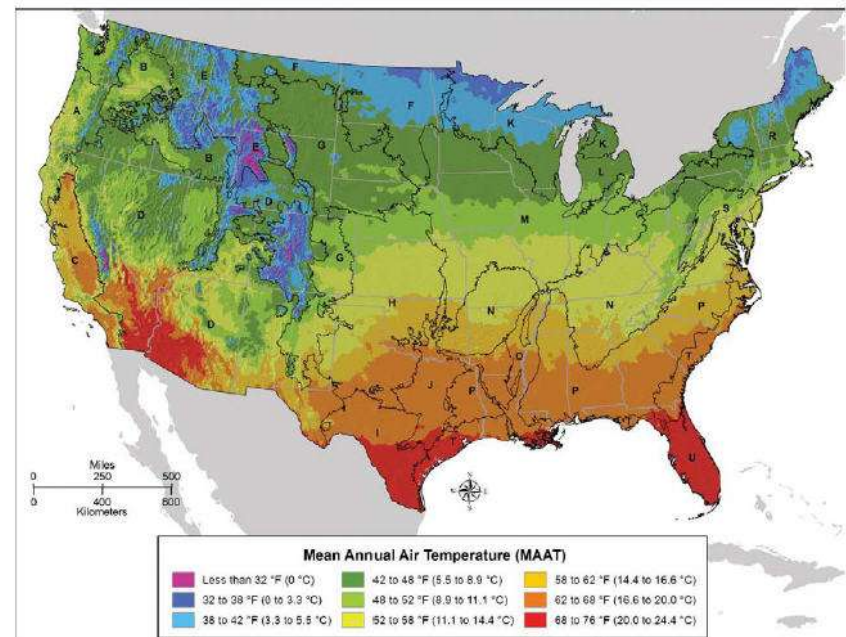 B
E
F
A
F
K
E
G
K
R
B
L
D
D
M
S
G
C
H
N
N
P
D
O
T
J
P
P
I
T
U
Miles
0 250 500
0 400 800
Kilometers
N
Mean Annual Air Temperature (MAAT)
Less than 32 °F (0 °C)
42 to 48 °F (5.5 to 8.9 °C)
58 to 62 °F (14.4 to 16.6 °C)
32 to 38 °F (0 to 3.3 °C)
48 to 52 °F (8.9 to 11.1 °C)
62 to 68 °F (16.6 to 20.0 °C)
38 to 42 °F (3.3 to 5.5 °C)
52 to 58 °F (11.1 to 14.4 °C)
68 to 76 °F (20.0 to 24.4 °C)